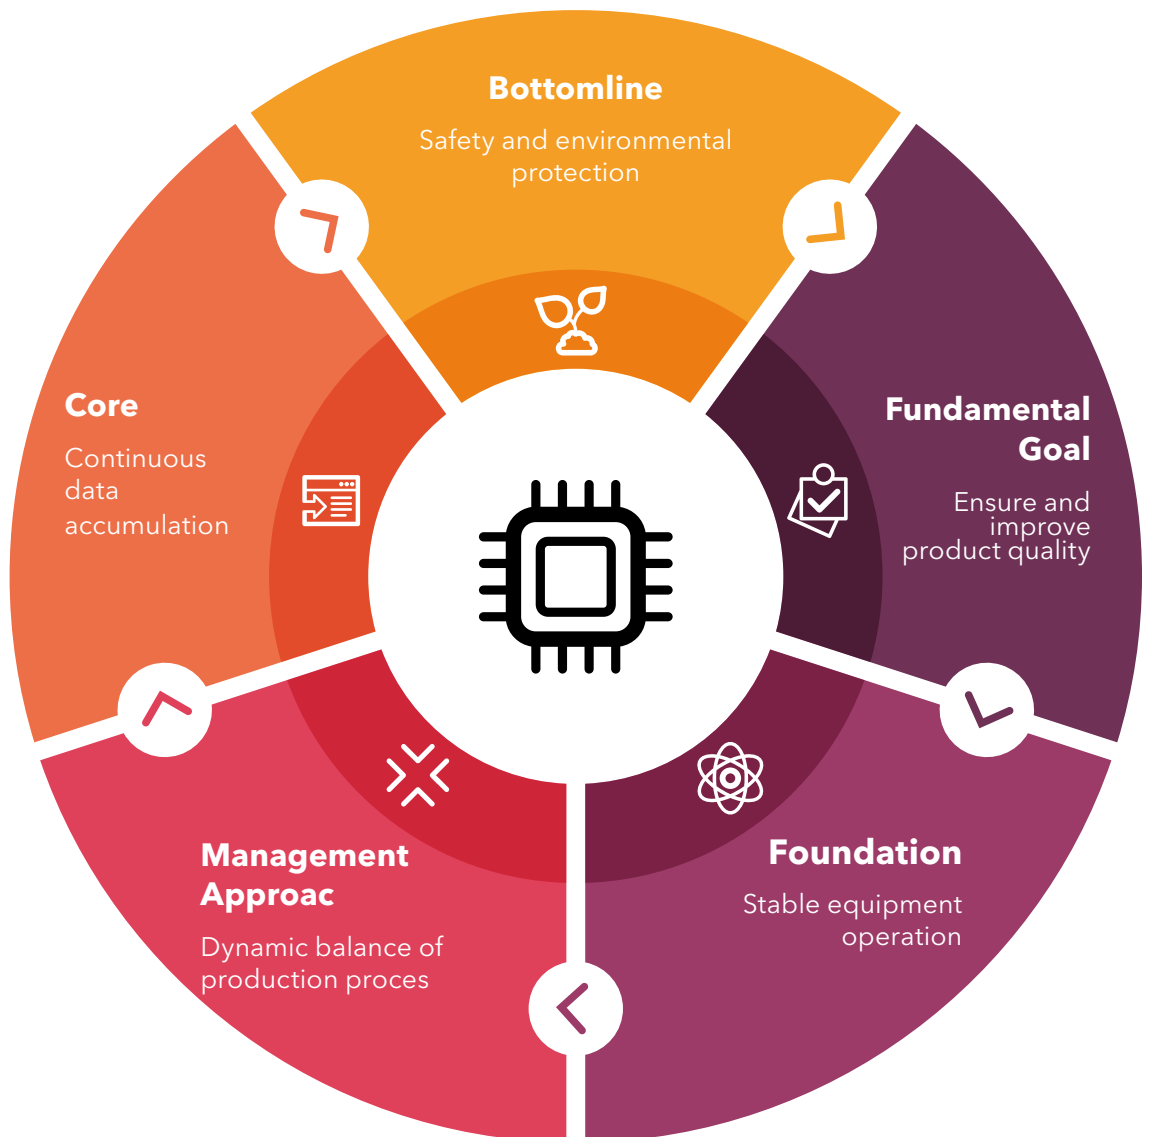 Bottomline
Safety and environmental
protection
Fundamental
Goal
Ensure and
improve
product quality
Foundation
Stable equipment
operation
Management
Approac
Dynamic balance of
production proces
Core
Continuous
data
accumulation